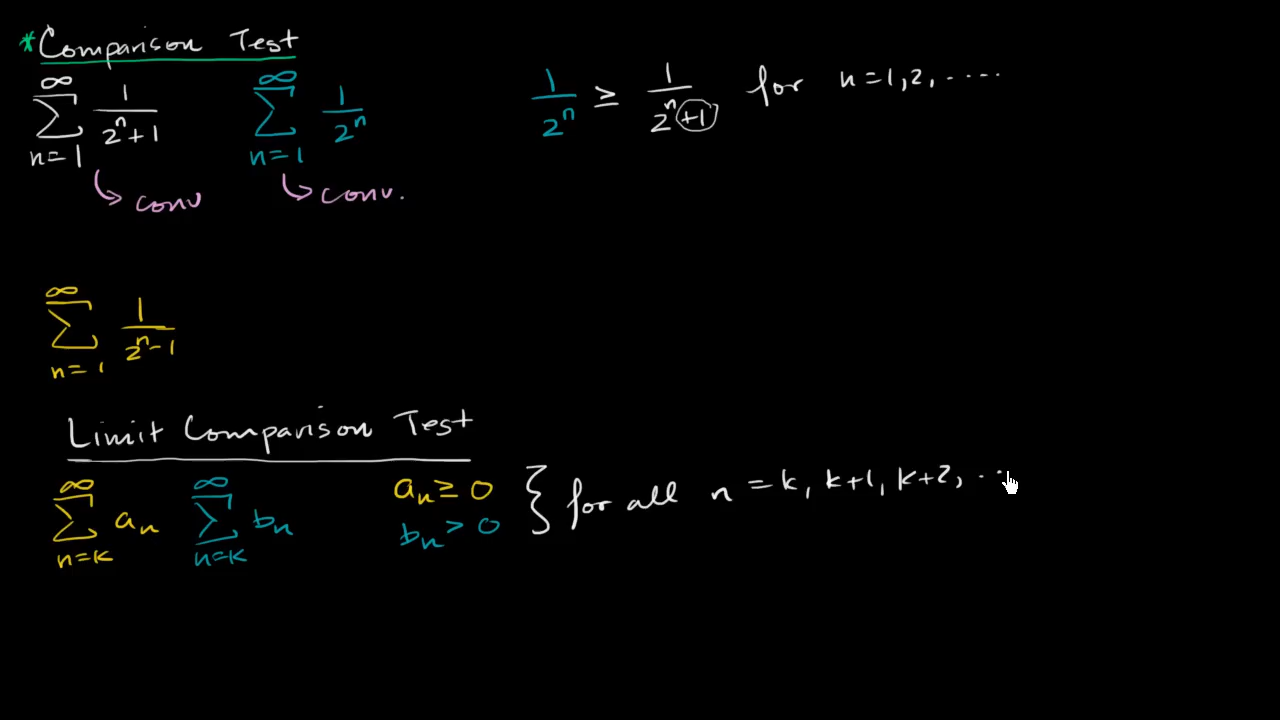 *Comparison Test
∞ ∑ n=1 1/(2^n+1) ∞ ∑ n=1 1/2^n 1/2^n ≥ 1/(2^n+1) for n=1,2,.....
↳ conv ↳ conv.
∞ ∑ n=1 1/(2^n-1)
Limit Comparison Test
∞ ∑ n=k a_n ∞ ∑ n=k b_n a_n ≥ 0 b_n > 0 } for all n = k, k+1, k+2, ...